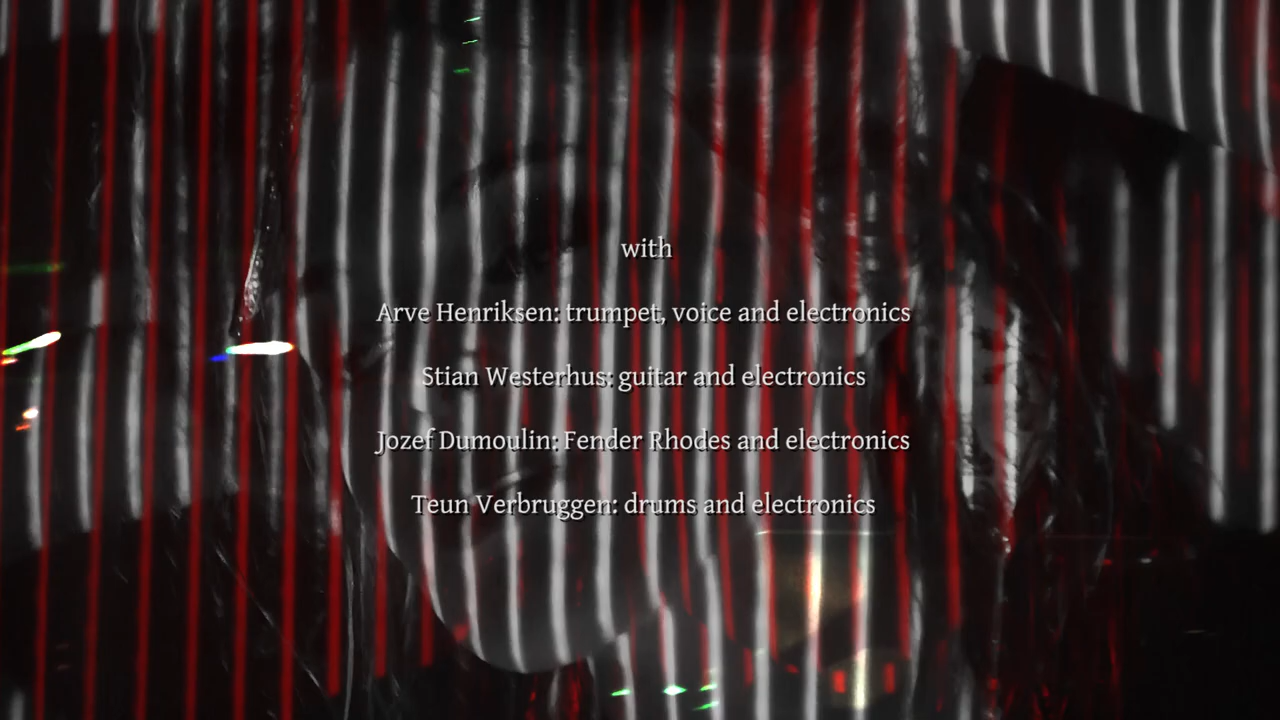 with
Arve Henriksen: trumpet, voice and electronics
Stian Westerhus: guitar and electronics
Jozef Dumoulin: Fender Rhodes and electronics
Teun Verbruggen: drums and electronics